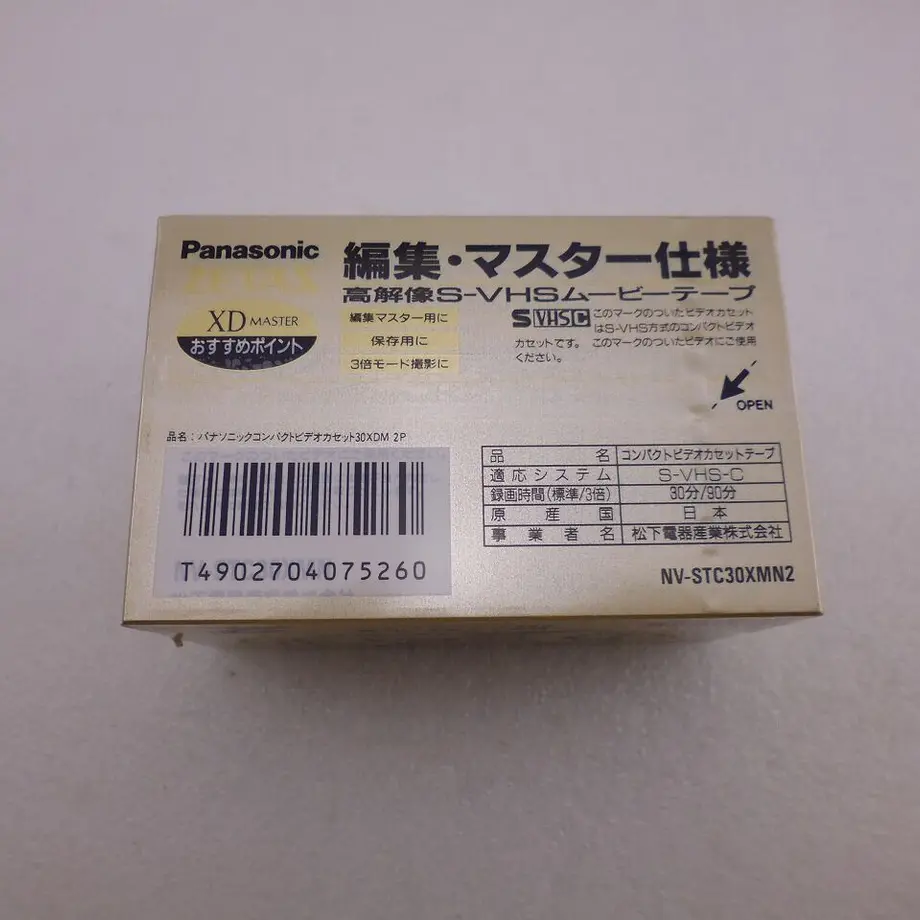 Panasonic
編集・マスター仕様
高解像S-VHSムービーテープ
XD MASTER
おすすめポイント
編集マスター用に
保存用に
3倍モード撮影に
S VHS C このマークのついたビデオカセット
はS-VHS方式のコンパクトビデオ
カセットです。 このマークのついたビデオにご使用
ください。
OPEN
品名：パナソニックコンパクトビデオカセット30XDM 2P
T4902704075260
品名 コンパクトビデオカセットテープ
適応システム S-VHS-C
録画時間(標準/3倍) 30分/90分
原産国 日本
事業者名 松下電器産業株式会社
NV-STC30XMN2